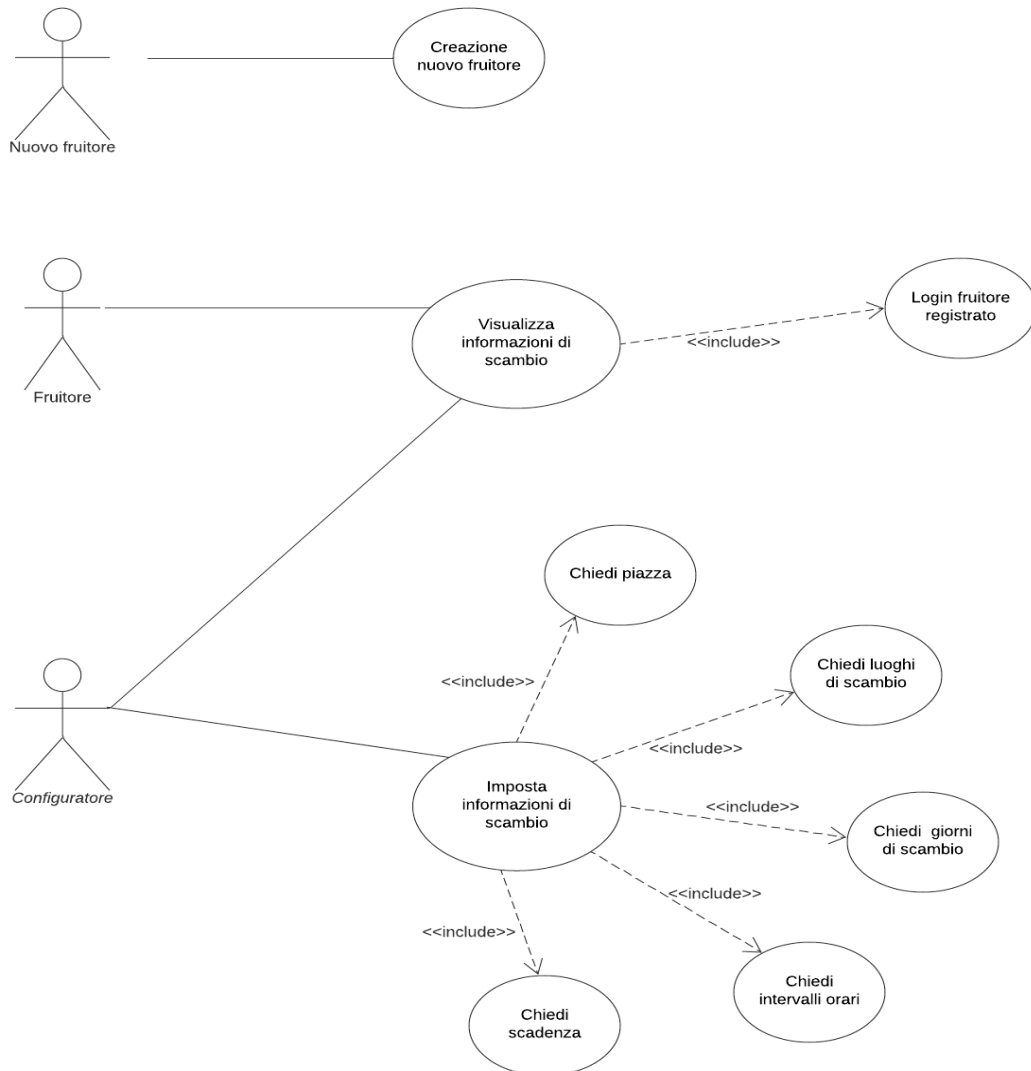 Creazione
nuovo fruitore
Nuovo fruitore
Visualizza
informazioni di
scambio
Login fruitore
registrato
<<include>>
Fruitore
Chiedi piazza
<<include>>
Chiedi luoghi
di scambio
<<include>>
Configuratore
Imposta
informazioni di
scambio
<<include>>
Chiedi giorni
di scambio
<<include>>
<<include>>
Chiedi
intervalli orari
Chiedi
scadenza